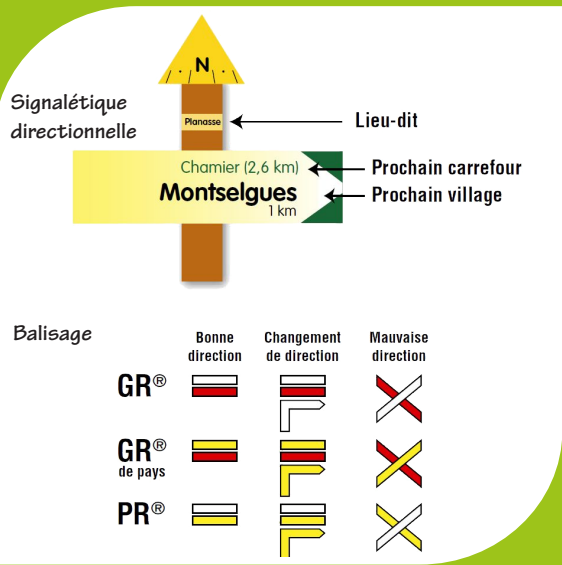 N
Signalétique
directionnelle
Planasse
Lieu-dit
Chamier (2,6 km)
Prochain carrefour
Montselgues
Prochain village
1 km
Balisage
Bonne
direction
Changement
de direction
Mauvaise
direction
GR®
GR®
de pays
PR®